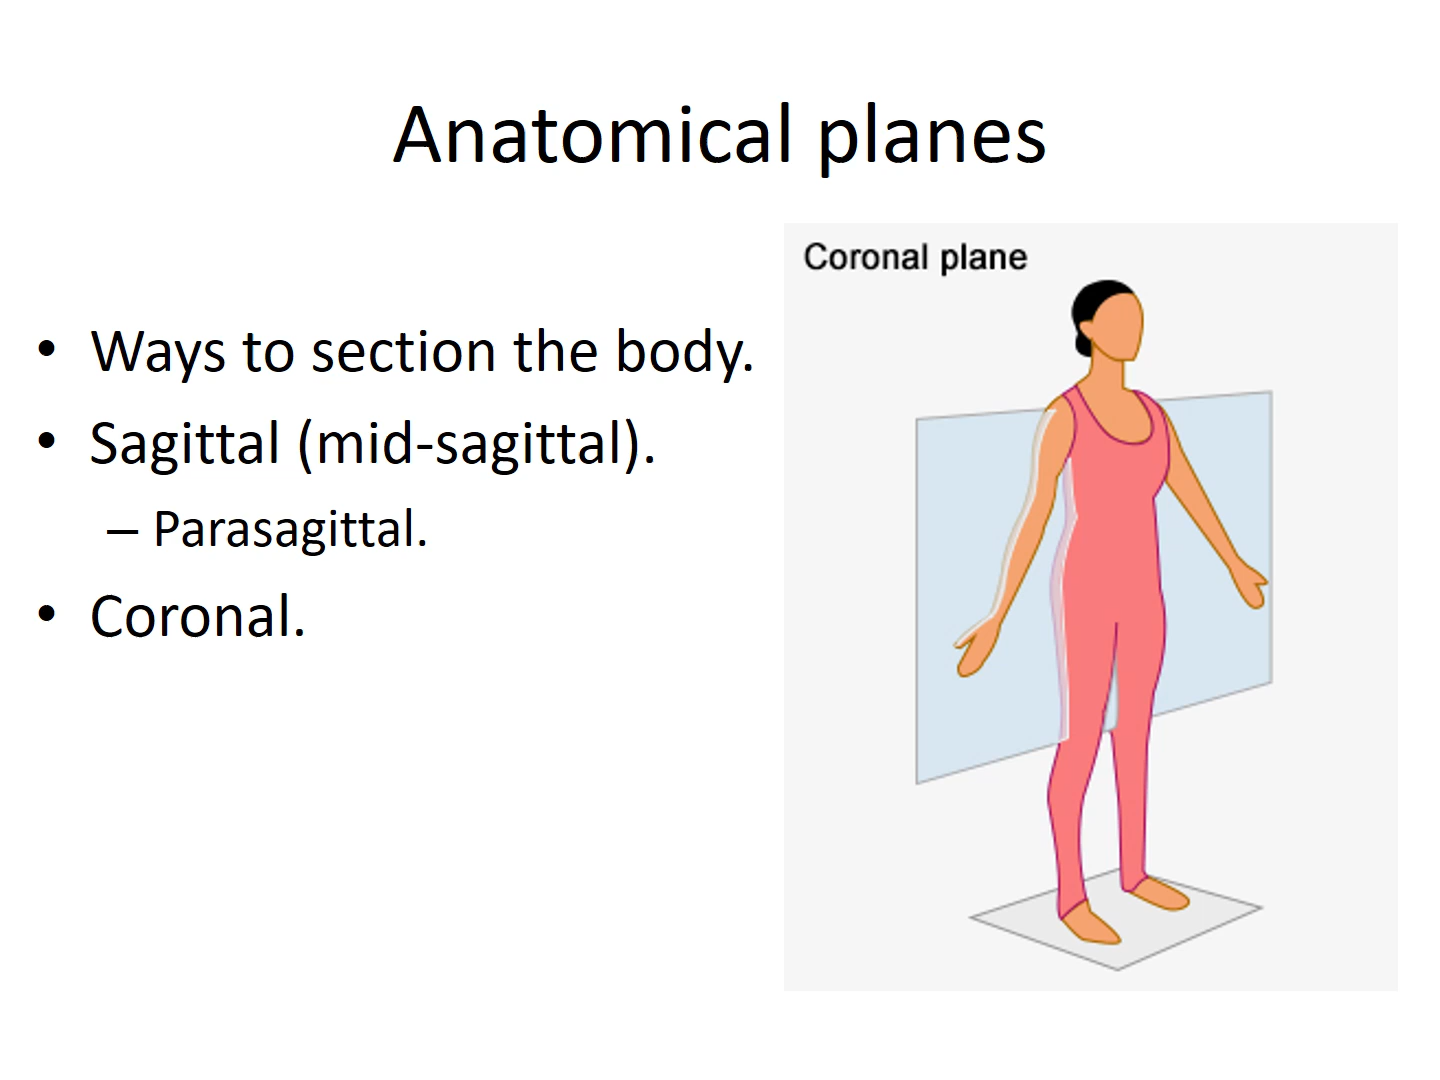 Anatomical planes
• Ways to section the body.
• Sagittal (mid-sagittal).
– Parasagittal.
• Coronal.
Coronal plane